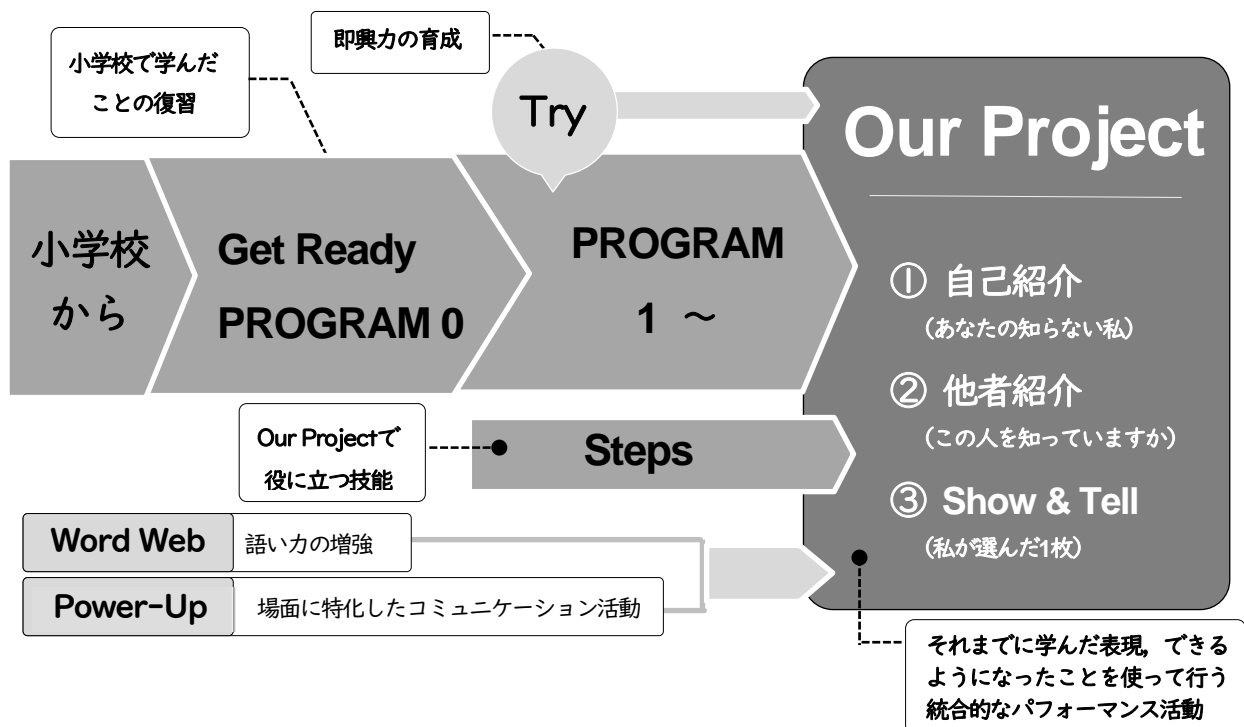 小学校で学んだ
ことの復習
即興力の育成
Try
小学校
から
Get Ready
PROGRAM 0
PROGRAM
1 ～
Our Project
① 自己紹介
（あなたの知らない私）
② 他者紹介
（この人を知っていますか）
③ Show & Tell
（私が選んだ1枚）
Our Projectで
役に立つ技能
Steps
Word Web 語い力の増強
Power-Up 場面に特化したコミュニケーション活動
それまでに学んだ表現，できる
ようになったことを使って行う
統合的なパフォーマンス活動